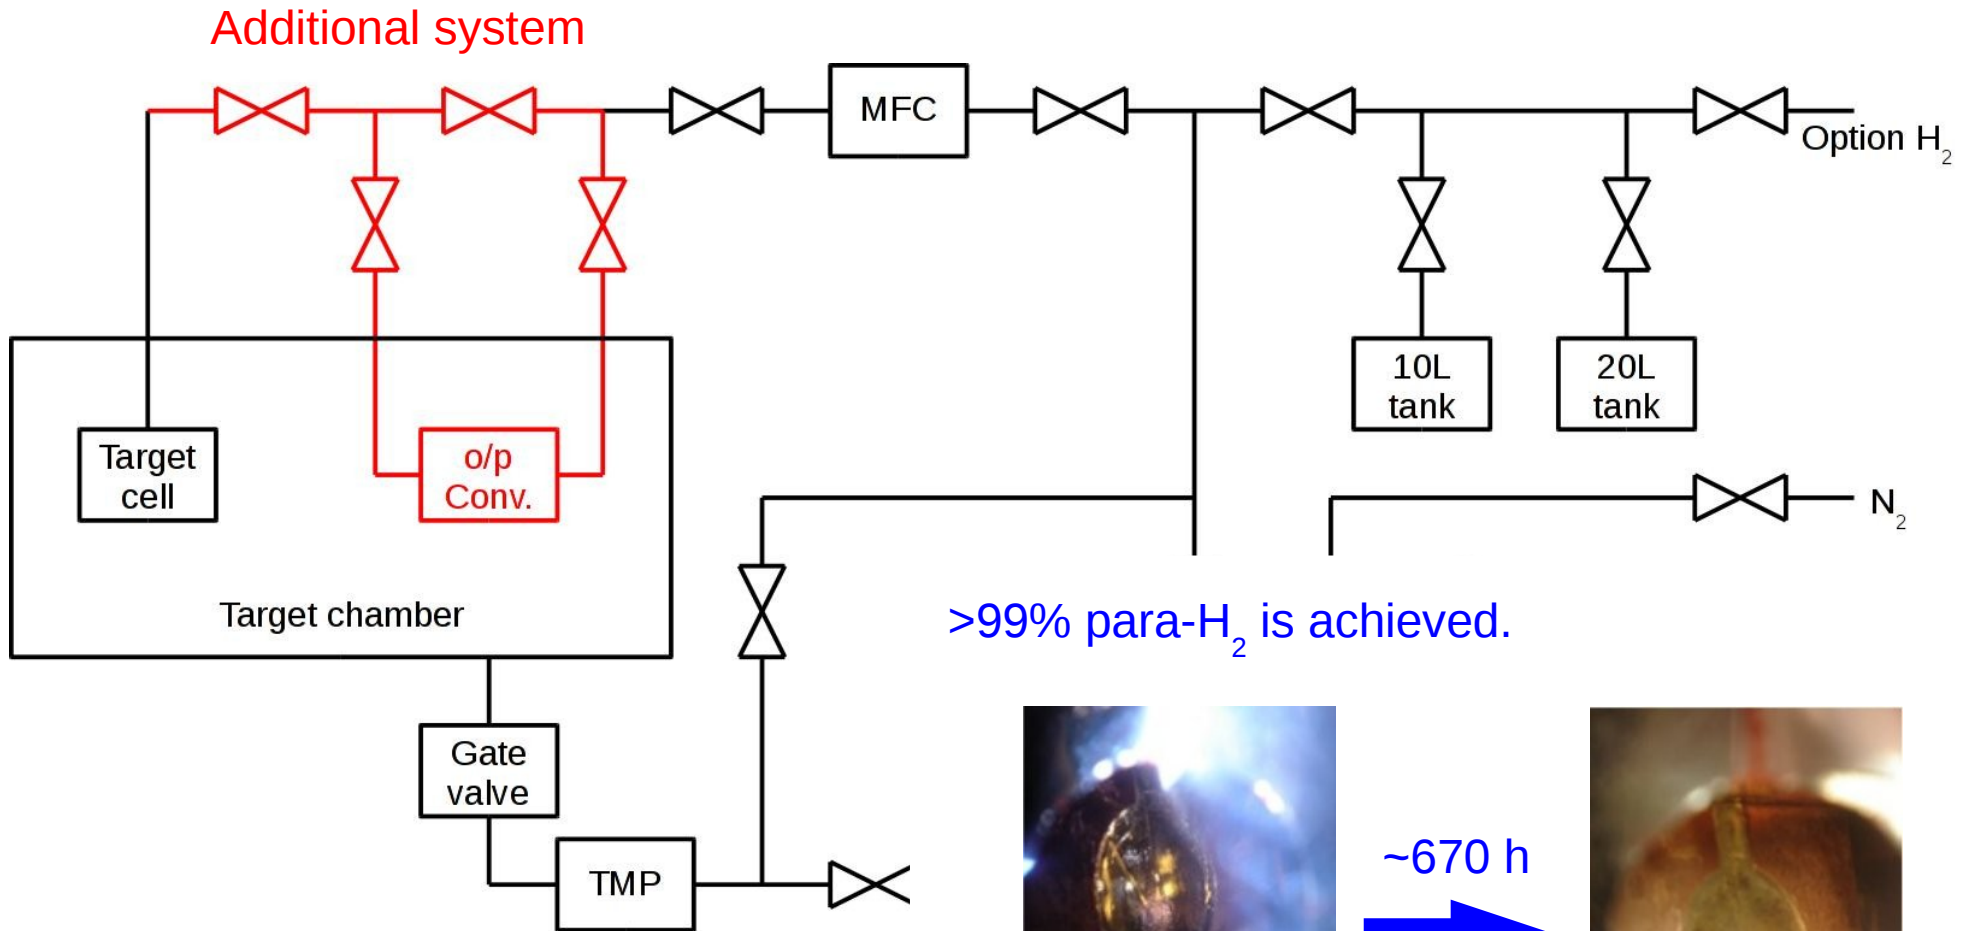 Additional system
MFC
Option H₂
10L
tank
20L
tank
Target
cell
o/p
Conv.
N₂
Target chamber
>99% para-H₂ is achieved.
Gate
valve
~670 h
TMP